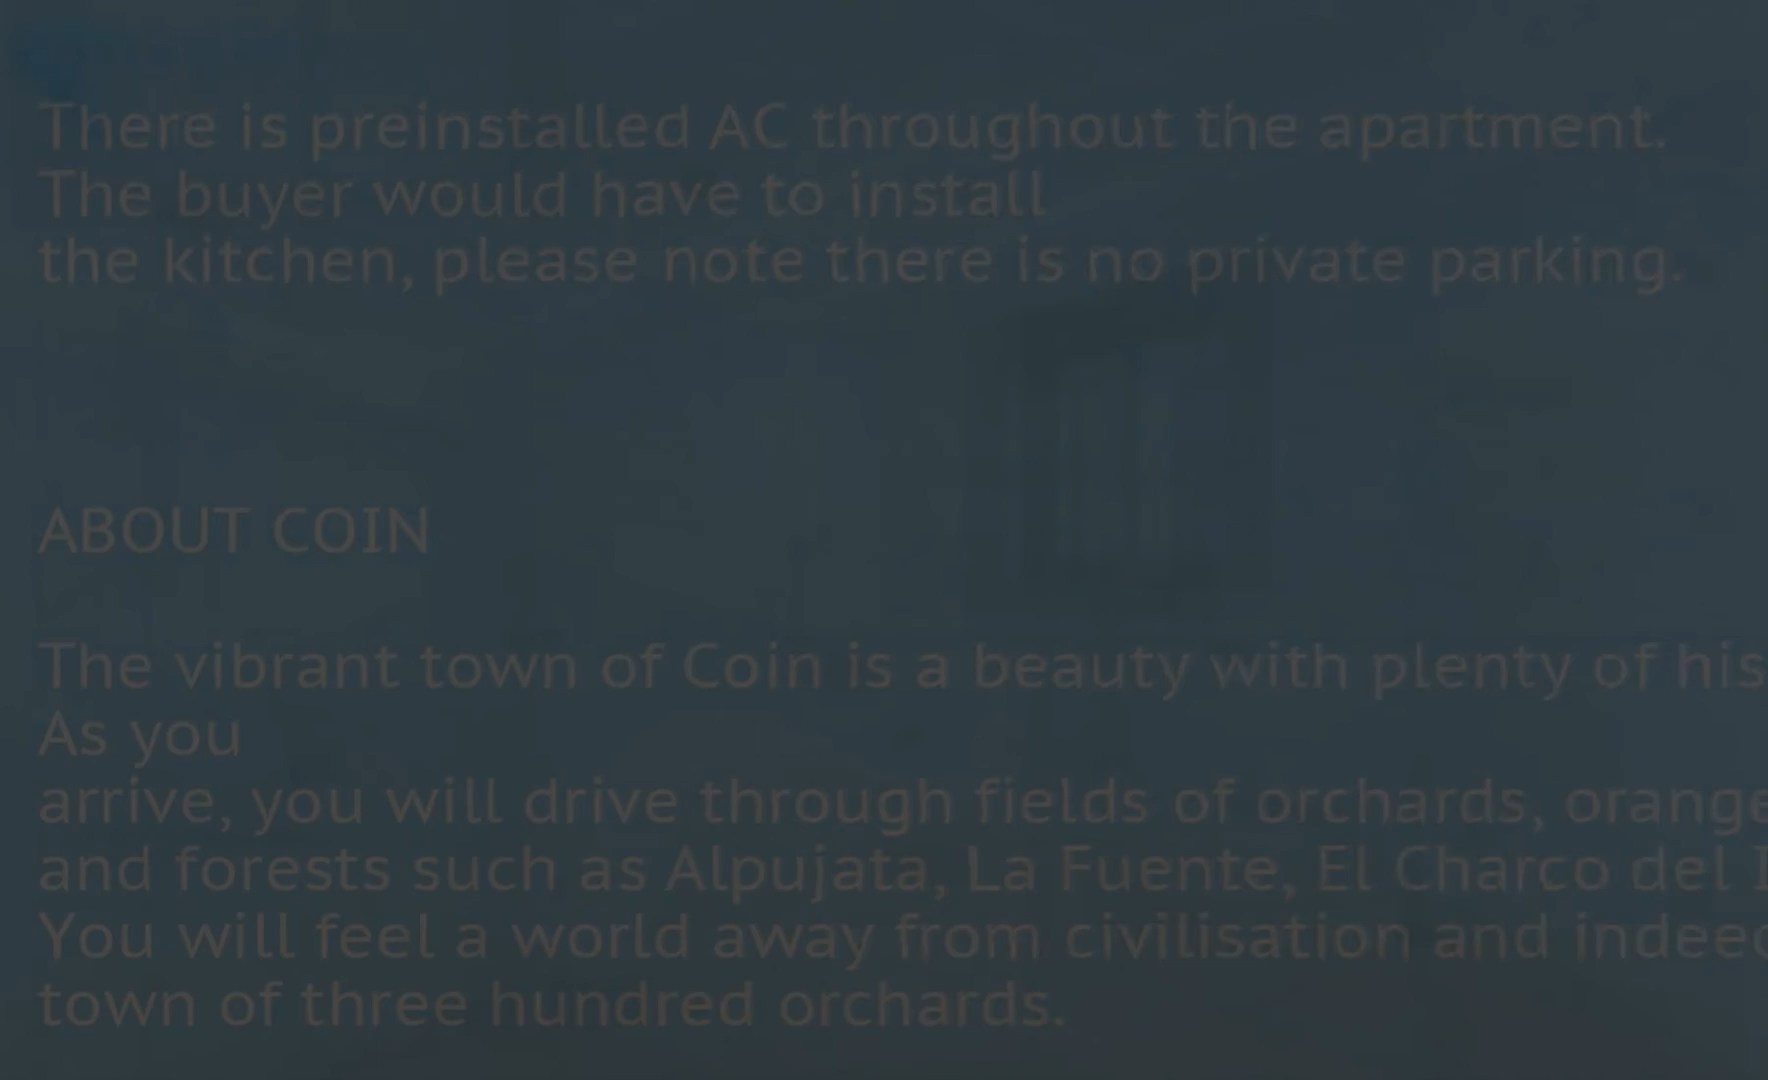 There is preinstalled AC throughout the apartment.
The buyer would have to install
the kitchen, please note there is no private parking.
ABOUT COIN
The vibrant town of Coin is a beauty with plenty of
As you
arrive, you will drive through fields of orchards,
and forests such as Alpujata, La Fuente, El Charco del
You will feel a world away from civilisation and
town of three hundred orchards.